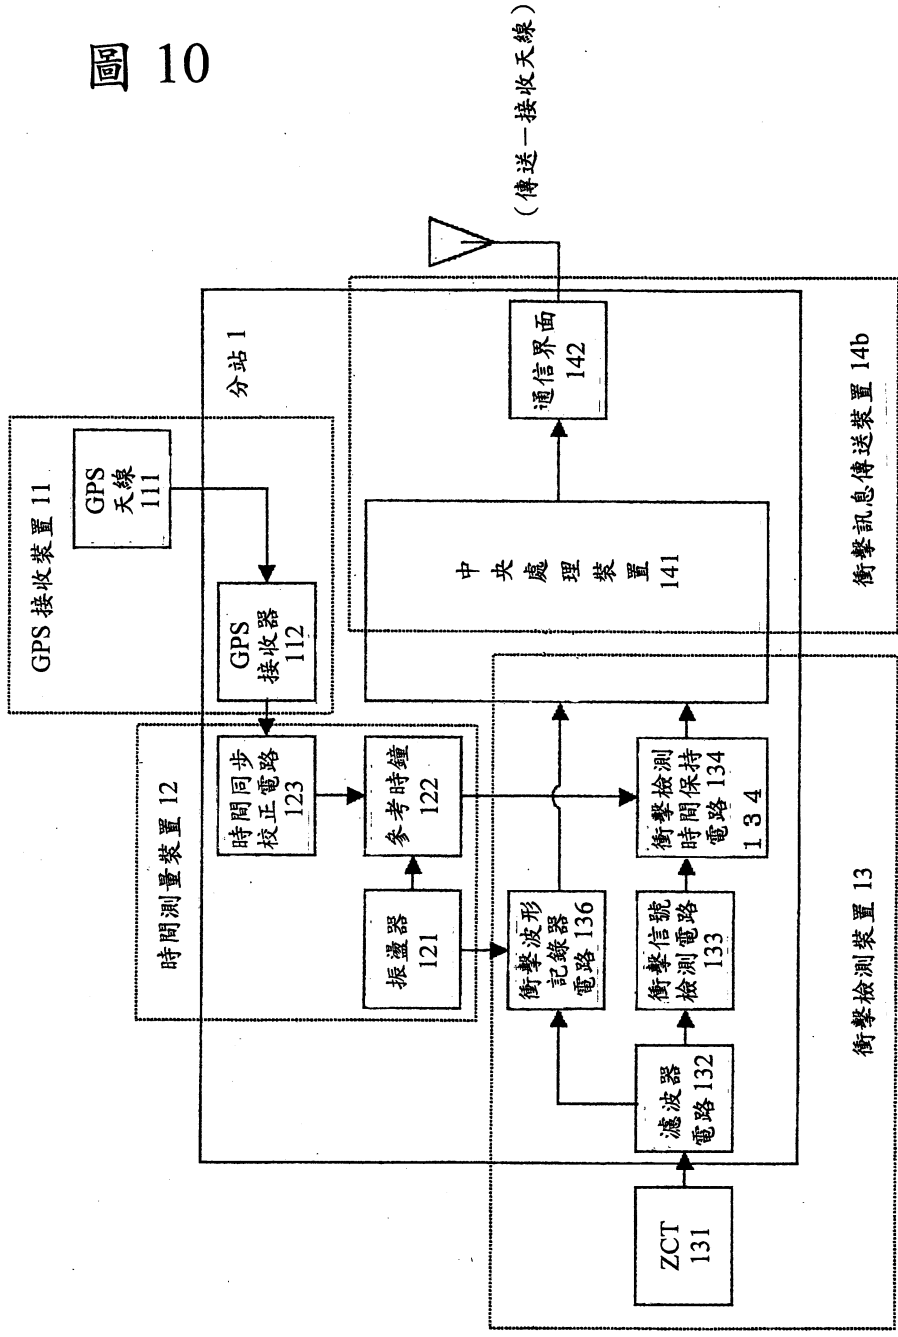 圖 10
分站 1
GPS 接收裝置 11
GPS
天線
111
GPS
接收器
112
時間測量裝置 12
時間同步
校正電路
123
參考時鐘
122
振盪器
121
衝擊波形
記錄器
電路 136
衝擊檢測
時間保持
電路 134
１３４
衝擊信號
檢測電路
133
濾波器
電路 132
ZCT
131
衝擊檢測裝置 13
中央處理裝置
141
通信界面
142
(傳送一接收天線)
衝擊訊息傳送裝置 14b